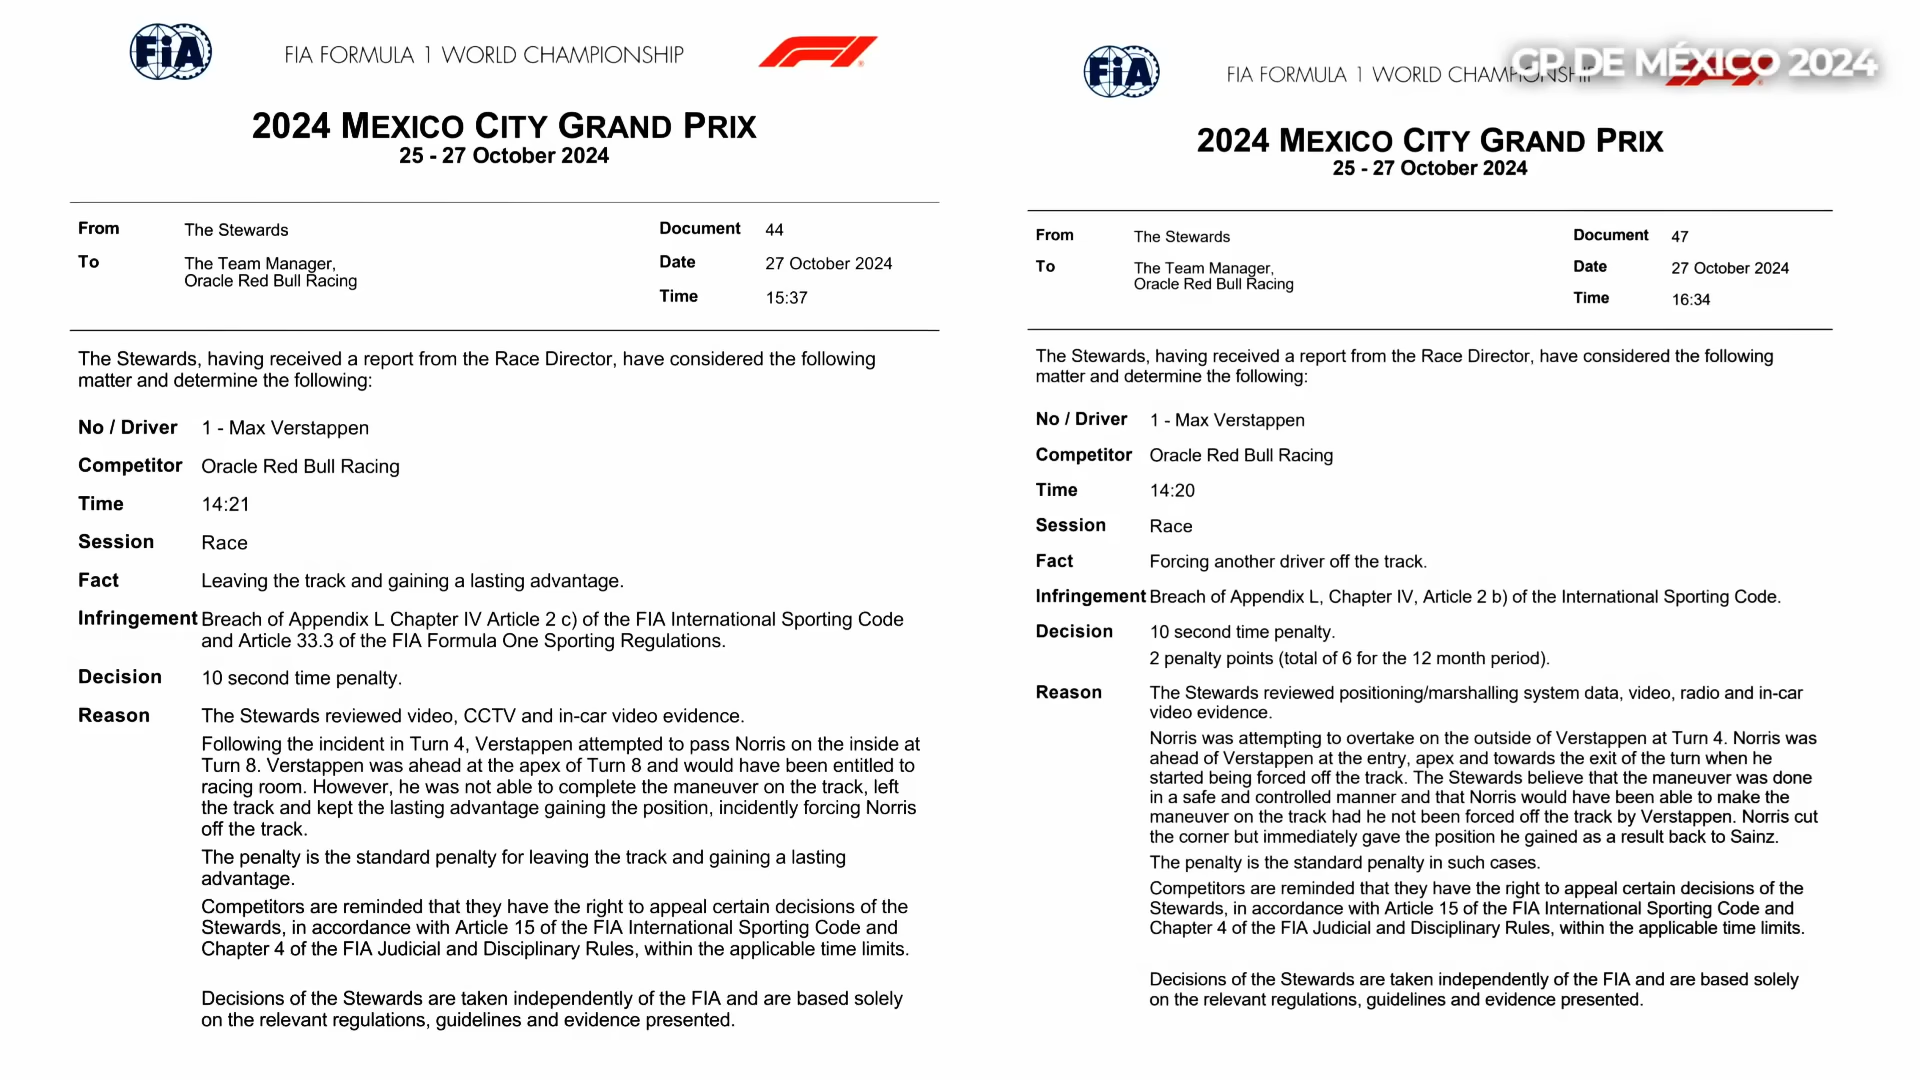 FIA
FIA FORMULA 1 WORLD CHAMPIONSHIP
2024 MEXICO CITY GRAND PRIX
25 - 27 October 2024
From The Stewards
To The Team Manager,
Oracle Red Bull Racing
Document 44
Date 27 October 2024
Time 15:37
The Stewards, having received a report from the Race Director, have considered the following
matter and determine the following:
No / Driver 1 - Max Verstappen
Competitor Oracle Red Bull Racing
Time 14:21
Session Race
Fact Leaving the track and gaining a lasting advantage.
Infringement Breach of Appendix L Chapter IV Article 2 c) of the FIA International Sporting Code
and Article 33.3 of the FIA Formula One Sporting Regulations.
Decision 10 second time penalty.
Reason The Stewards reviewed video, CCTV and in-car video evidence.
Following the incident in Turn 4, Verstappen attempted to pass Norris on the inside at
Turn 8. Verstappen was ahead at the apex of Turn 8 and would have been entitled to
racing room. However, he was not able to complete the maneuver on the track, left
the track and kept the lasting advantage gaining the position, incidently forcing Norris
off the track.
The penalty is the standard penalty for leaving the track and gaining a lasting
advantage.
Competitors are reminded that they have the right to appeal certain decisions of the
Stewards, in accordance with Article 15 of the FIA International Sporting Code and
Chapter 4 of the FIA Judicial and Disciplinary Rules, within the applicable time limits.
Decisions of the Stewards are taken independently of the FIA and are based solely
on the relevant regulations, guidelines and evidence presented.
GP DE MÉXICO 2024
FIA
FIA FORMULA 1 WORLD CHAMPIONSHIP
2024 MEXICO CITY GRAND PRIX
25 - 27 October 2024
From The Stewards
To The Team Manager,
Oracle Red Bull Racing
Document 47
Date 27 October 2024
Time 16:34
The Stewards, having received a report from the Race Director, have considered the following
matter and determine the following:
No / Driver 1 - Max Verstappen
Competitor Oracle Red Bull Racing
Time 14:20
Session Race
Fact Forcing another driver off the track.
Infringement Breach of Appendix L, Chapter IV, Article 2 b) of the International Sporting Code.
Decision 10 second time penalty.
2 penalty points (total of 6 for the 12 month period).
Reason The Stewards reviewed positioning/marshalling system data, video, radio and in-car
video evidence.
Norris was attempting to overtake on the outside of Verstappen at Turn 4. Norris was
ahead of Verstappen at the entry, apex and towards the exit of the turn when he
started being forced off the track. The Stewards believe that the maneuver was done
in a safe and controlled manner and that Norris would have been able to make the
maneuver on the track had he not been forced off the track by Verstappen. Norris cut
the corner but immediately gave the position he gained as a result back to Sainz.
The penalty is the standard penalty in such cases.
Competitors are reminded that they have the right to appeal certain decisions of the
Stewards, in accordance with Article 15 of the FIA International Sporting Code and
Chapter 4 of the FIA Judicial and Disciplinary Rules, within the applicable time limits.
Decisions of the Stewards are taken independently of the FIA and are based solely
on the relevant regulations, guidelines and evidence presented.